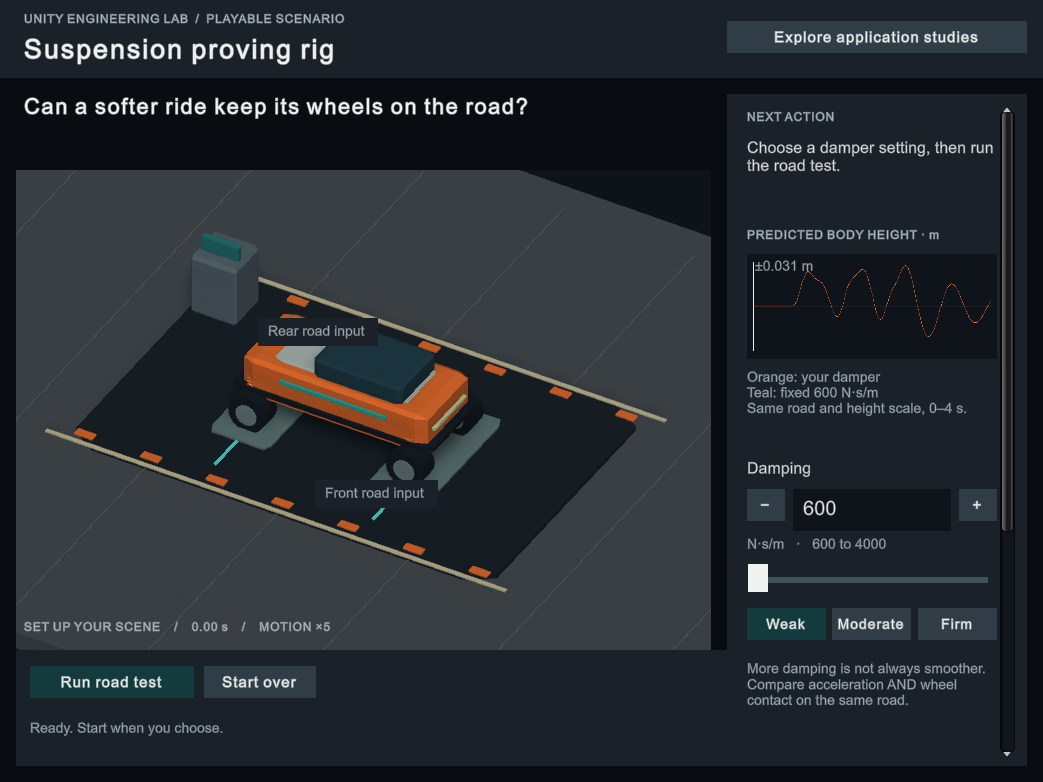 UNITY ENGINEERING LAB / PLAYABLE SCENARIO
Suspension proving rig
Explore application studies
Can a softer ride keep its wheels on the road?
NEXT ACTION
Choose a damper setting, then run
the road test.
PREDICTED BODY HEIGHT · m
±0.031 m
Orange: your damper
Teal: fixed 600 N·s/m
Same road and height scale, 0–4 s.
Rear road input
Front road input
Damping
−
600
+
N·s/m · 600 to 4000
Weak
Moderate
Firm
More damping is not always smoother.
Compare acceleration AND wheel
contact on the same road.
SET UP YOUR SCENE / 0.00 s / MOTION ×5
Run road test
Start over
Ready. Start when you choose.